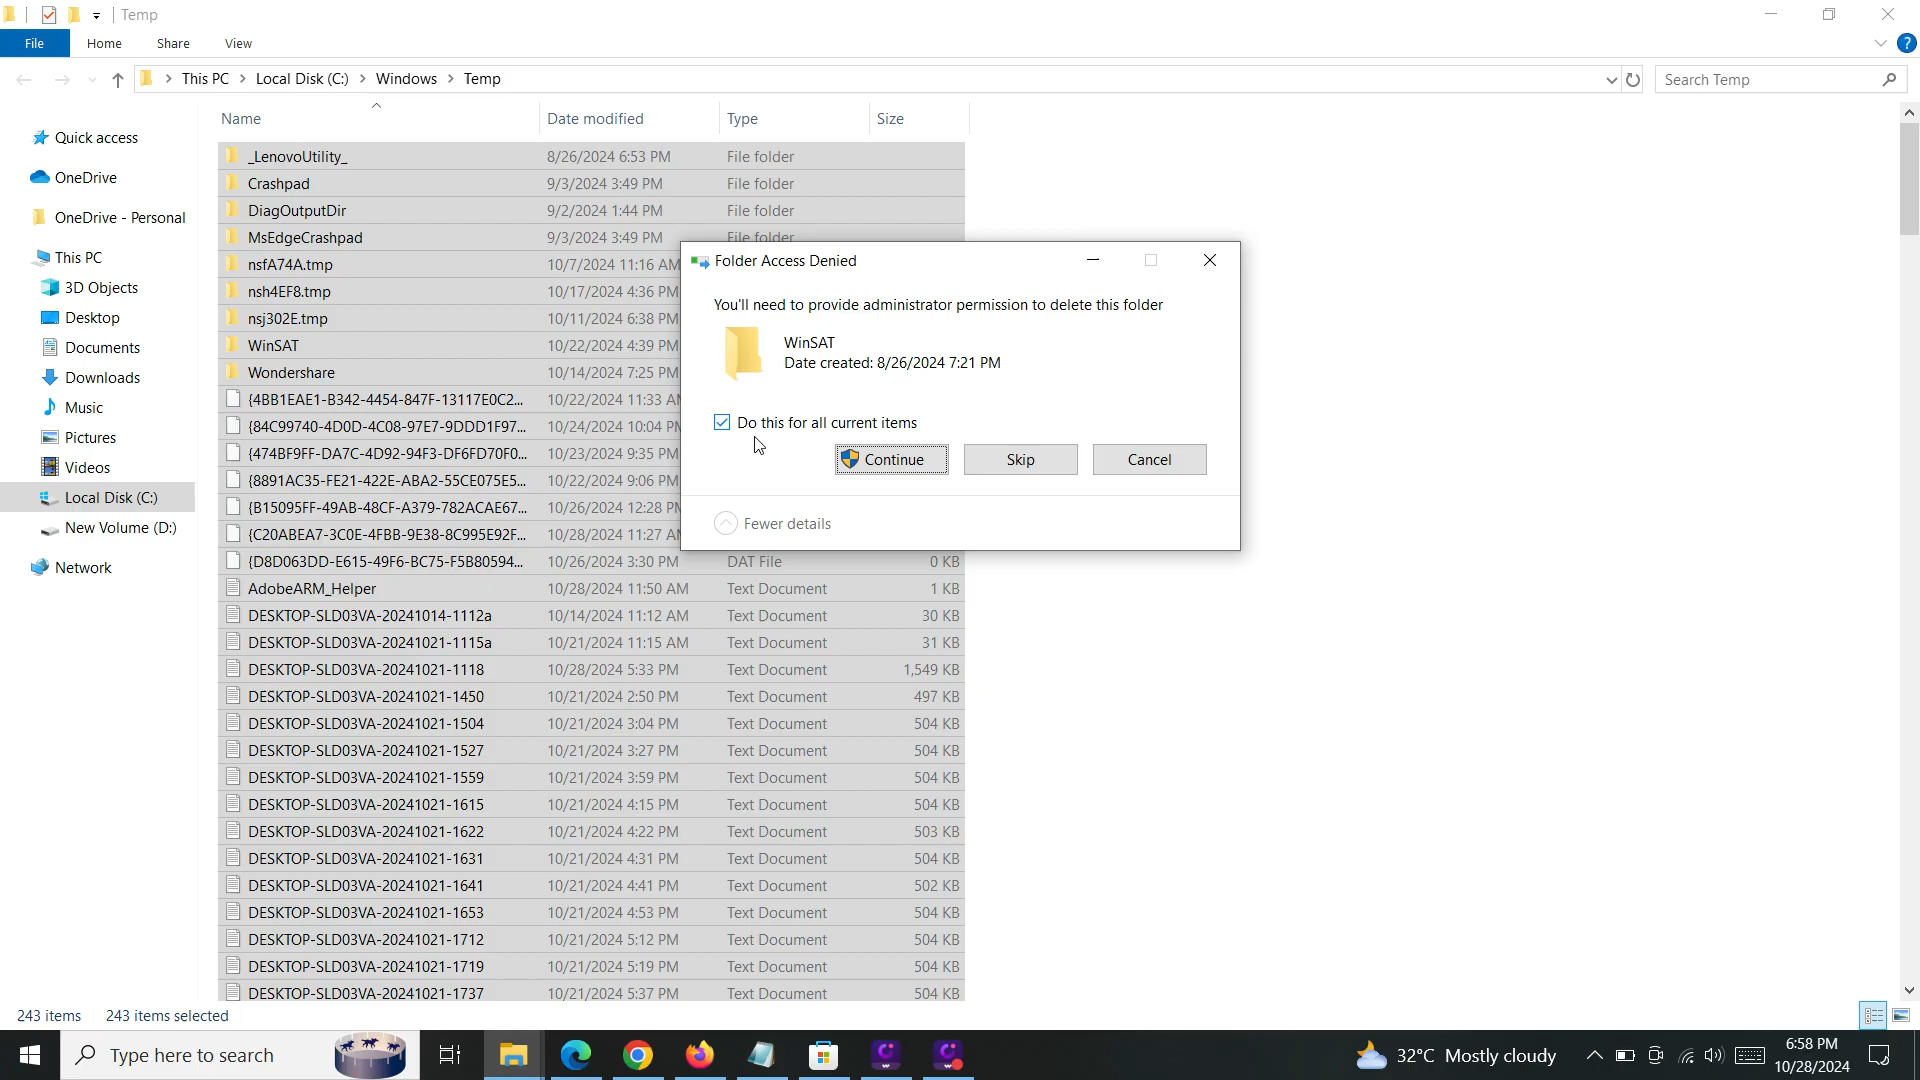 Temp
File Home Share View
This PC Local Disk (C:) Windows Temp Search Temp
Name Date modified Type Size
Quick access
OneDrive
OneDrive - Personal
This PC
3D Objects
Desktop
Documents
Downloads
Music
Pictures
Videos
Local Disk (C:)
New Volume (D:)
Network
_LenovoUtility_ 8/26/2024 6:53 PM File folder
Crashpad 9/3/2024 3:49 PM File folder
DiagOutputDir 9/2/2024 1:44 PM File folder
MsEdgeCrashpad 9/3/2024 3:49 PM File folder
nsfA74A.tmp 10/7/2024 11:16 AM
nsh4EF8.tmp 10/17/2024 4:36 PM
nsj302E.tmp 10/11/2024 6:38 PM
WinSAT 10/22/2024 4:39 PM
Wondershare 10/14/2024 7:25 PM
{4BB1EAE1-B342-4454-847F-13117E0C2... 10/22/2024 11:33 AM
{84C99740-4D0D-4C08-97E7-9DDD1F97... 10/24/2024 10:04 PM
{474BF9FF-DA7C-4D92-94F3-DF6FD70F0... 10/23/2024 9:35 PM
{8891AC35-FE21-422E-ABA2-55CE075E5... 10/22/2024 9:06 PM
{B15095FF-49AB-48CF-A379-782ACAE67... 10/26/2024 12:28 PM
{C20ABEA7-3C0E-4FBB-9E38-8C995E92F... 10/28/2024 11:27 AM
{D8D063DD-E615-49F6-BC75-F5B80594... 10/26/2024 3:30 PM DAT File 0 KB
AdobeARM_Helper 10/28/2024 11:50 AM Text Document 1 KB
DESKTOP-SLD03VA-20241014-1112a 10/14/2024 11:12 AM Text Document 30 KB
DESKTOP-SLD03VA-20241021-1115a 10/21/2024 11:15 AM Text Document 31 KB
DESKTOP-SLD03VA-20241021-1118 10/28/2024 5:33 PM Text Document 1,549 KB
DESKTOP-SLD03VA-20241021-1450 10/21/2024 2:50 PM Text Document 497 KB
DESKTOP-SLD03VA-20241021-1504 10/21/2024 3:04 PM Text Document 504 KB
DESKTOP-SLD03VA-20241021-1527 10/21/2024 3:27 PM Text Document 504 KB
DESKTOP-SLD03VA-20241021-1559 10/21/2024 3:59 PM Text Document 504 KB
DESKTOP-SLD03VA-20241021-1615 10/21/2024 4:15 PM Text Document 504 KB
DESKTOP-SLD03VA-20241021-1622 10/21/2024 4:22 PM Text Document 503 KB
DESKTOP-SLD03VA-20241021-1631 10/21/2024 4:31 PM Text Document 504 KB
DESKTOP-SLD03VA-20241021-1641 10/21/2024 4:41 PM Text Document 502 KB
DESKTOP-SLD03VA-20241021-1653 10/21/2024 4:53 PM Text Document 504 KB
DESKTOP-SLD03VA-20241021-1712 10/21/2024 5:12 PM Text Document 504 KB
DESKTOP-SLD03VA-20241021-1719 10/21/2024 5:19 PM Text Document 504 KB
DESKTOP-SLD03VA-20241021-1737 10/21/2024 5:37 PM Text Document 504 KB
Folder Access Denied
You'll need to provide administrator permission to delete this folder
WinSAT
Date created: 8/26/2024 7:21 PM
Do this for all current items
Continue Skip Cancel
Fewer details
243 items 243 items selected
Type here to search
32°C Mostly cloudy
6:58 PM
10/28/2024